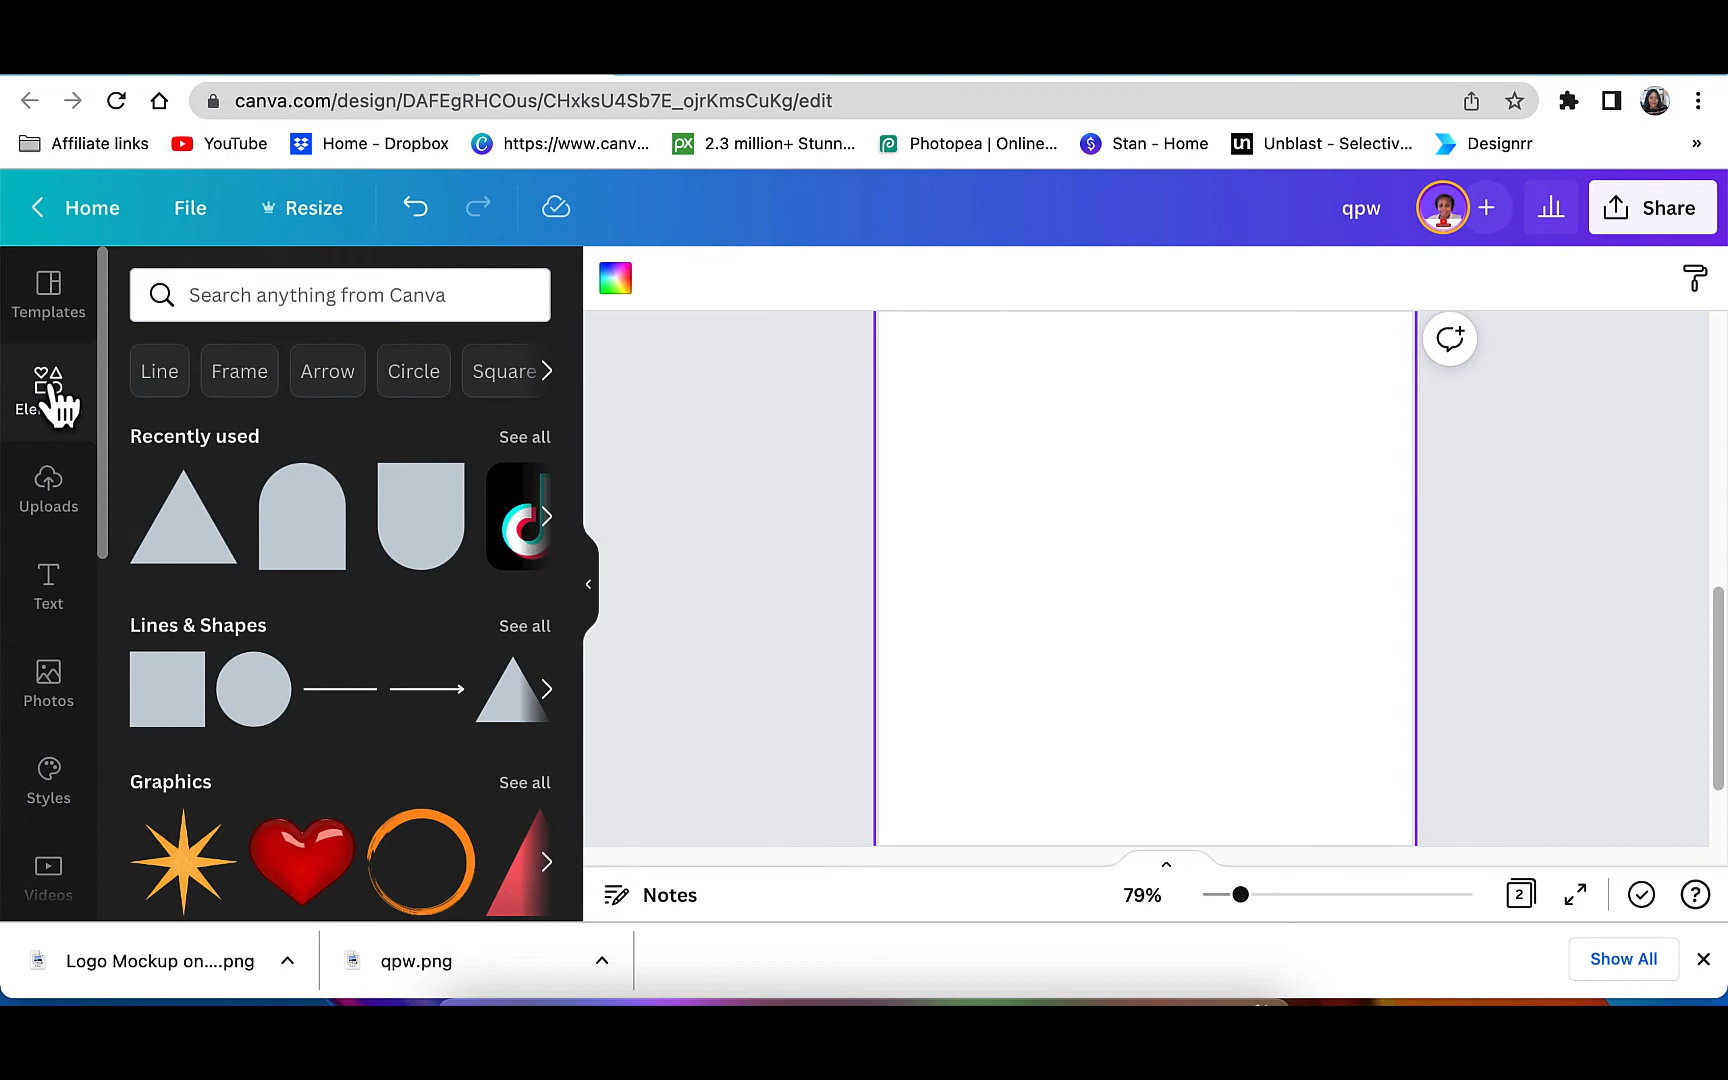 canva.com/design/DAFEgRHCOus/CHxksU4Sb7E_ojrKmsCuKg/edit
Affiliate links YouTube Home - Dropbox https://www.canv... 2.3 million+ Stunn... Photopea | Online... Stan - Home Unblast - Selectiv... Designrr »
Home File Resize qpw + Share
Templates
Search anything from Canva
Line Frame Arrow Circle Square
Recently used See all
Uploads
Text
Lines & Shapes See all
Photos
Styles
Graphics See all
Videos
Notes 79% 2 ?
Logo Mockup on....png qpw.png Show All